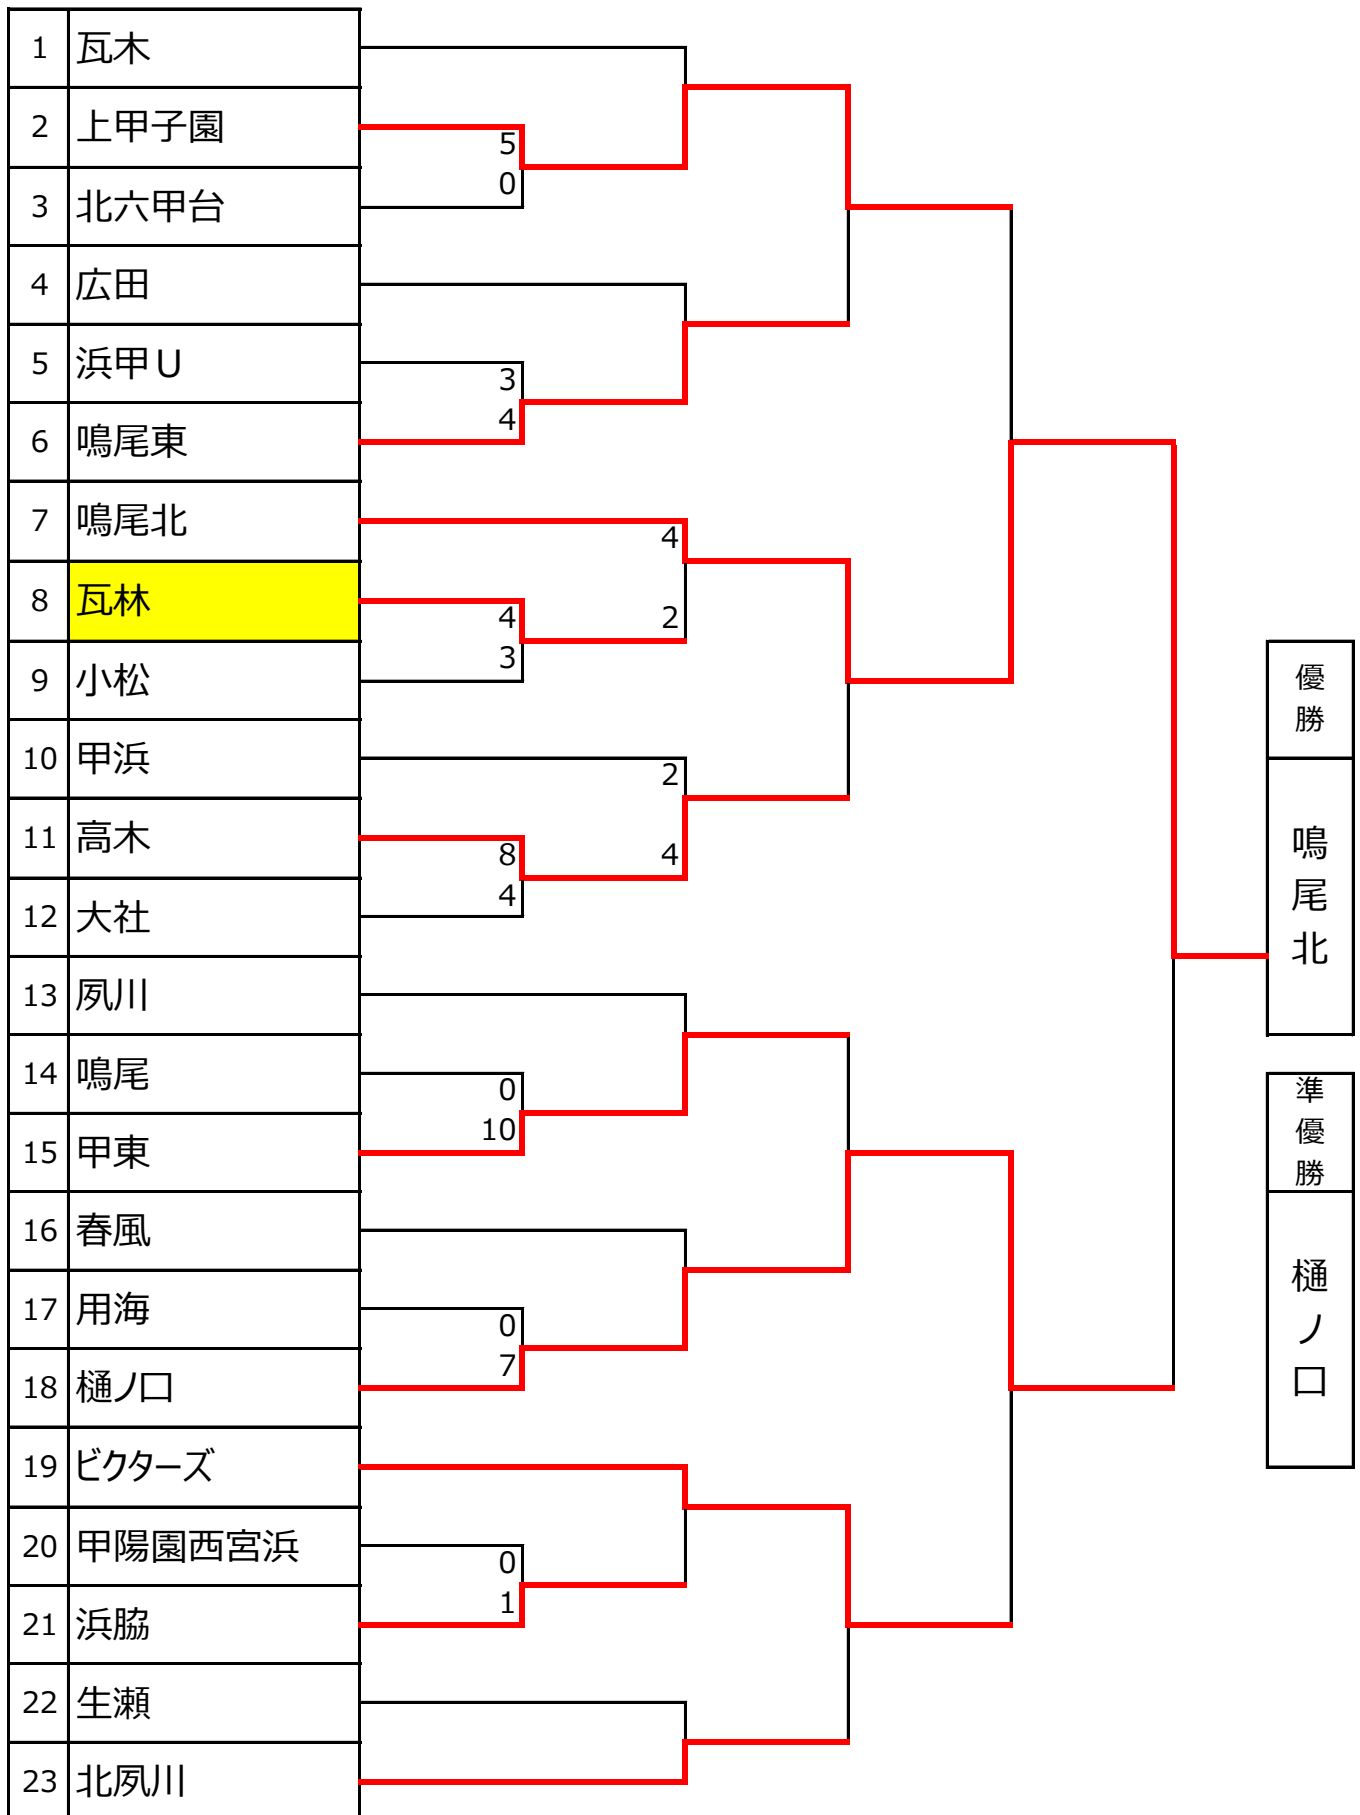 1 瓦木
2 上甲子園
5
0
3 北六甲台
4 広田
5 浜甲U
3
4
6 鳴尾東
7 鳴尾北
4
8 瓦林
4
2
3
9 小松
10 甲浜
2
11 高木
8
4
4
12 大社
13 夙川
14 鳴尾
0
10
15 甲東
16 春風
17 用海
0
7
18 樋ノ口
19 ビクターズ
20 甲陽園西宮浜
0
1
21 浜脇
22 生瀬
23 北夙川
優勝
鳴尾北
準優勝
樋ノ口